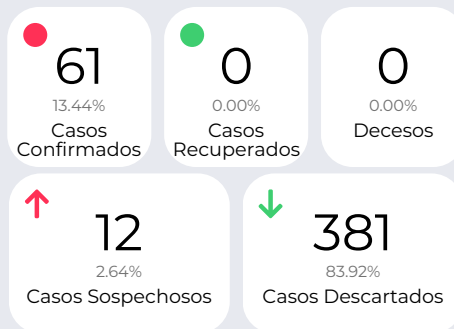 61
13.44%
Casos
Confirmados
0
0.00%
Casos
Recuperados
0
0.00%
Decesos
12
2.64%
Casos Sospechosos
381
83.92%
Casos Descartados